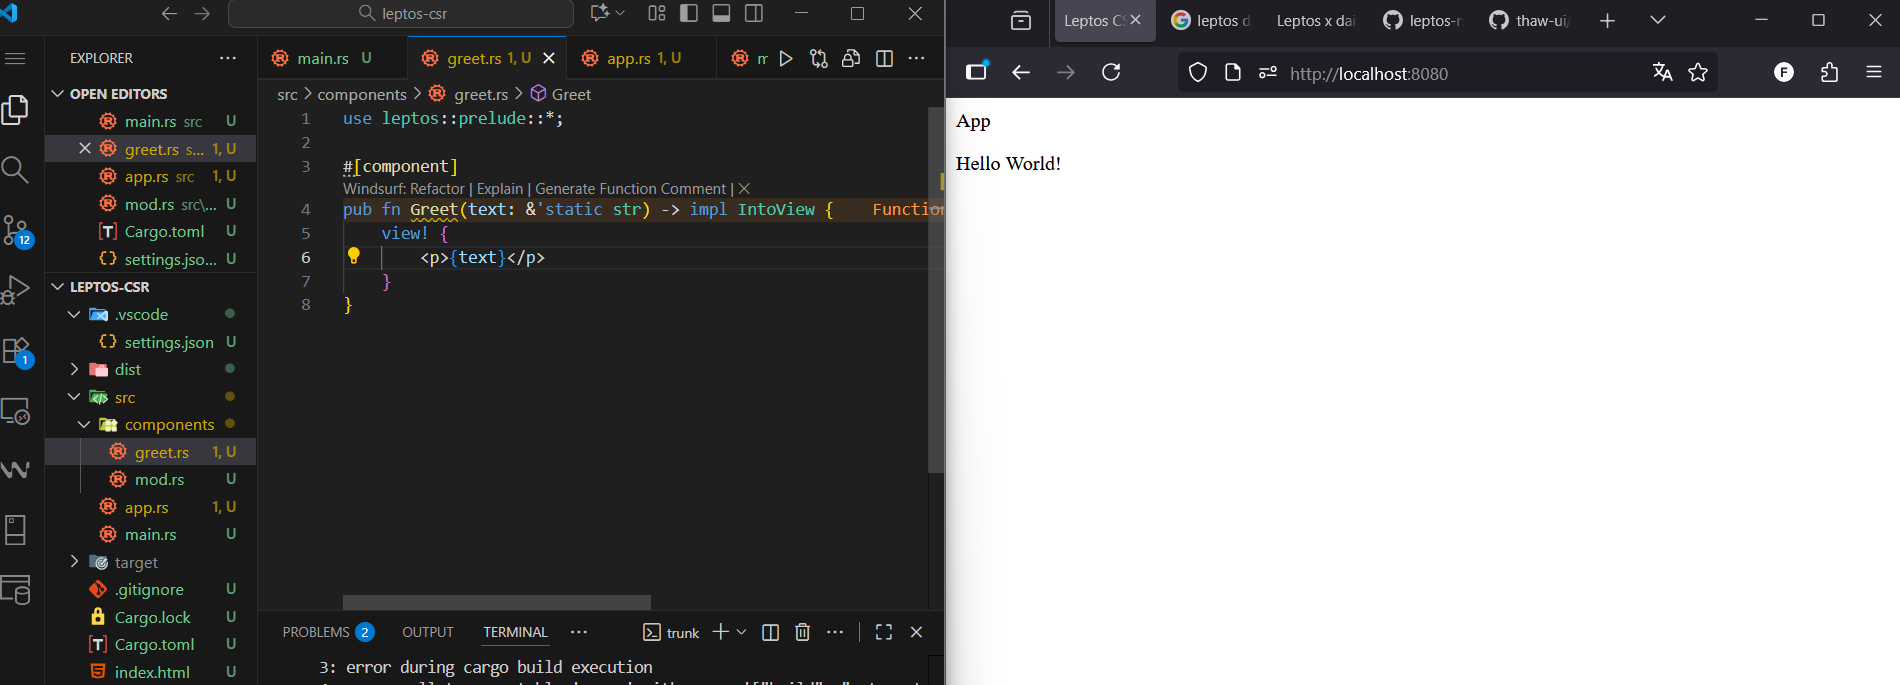 leptos-csr
EXPLORER
OPEN EDITORS
main.rs src U
greet.rs s... 1, U
app.rs src 1, U
mod.rs src\... U
Cargo.toml U
settings.jso... U
LEPTOS-CSR
.vscode
settings.json U
dist
src
components
greet.rs 1, U
mod.rs U
app.rs 1, U
main.rs U
target
.gitignore U
Cargo.lock U
Cargo.toml U
index.html U
12
1
main.rs U
greet.rs 1, U
app.rs 1, U
m
src > components > greet.rs > Greet
1 use leptos::prelude::*;
2
3 #[component]
Windsurf: Refactor | Explain | Generate Function Comment | ×
4 pub fn Greet(text: &'static str) -> impl IntoView { Function
5 view! {
6 <p>{text}</p>
7 }
8 }
PROBLEMS 2 OUTPUT TERMINAL
trunk
3: error during cargo build execution
Leptos CS
leptos d
Leptos x dai
leptos-r
thaw-ui/
http://localhost:8080
F
App
Hello World!